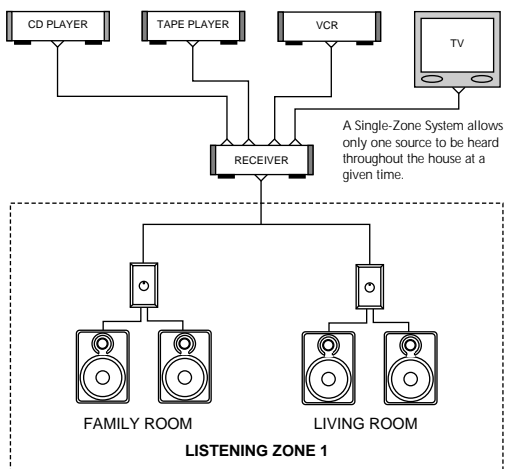 CD PLAYER
TAPE PLAYER
VCR
TV
A Single-Zone System allows
only one source to be heard
throughout the house at a
given time.
RECEIVER
FAMILY ROOM
LIVING ROOM
LISTENING ZONE 1